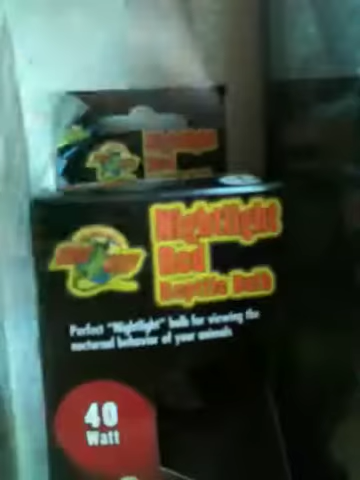 Nightlight
Red
Reptile Bulb
Perfect "Nightlight" bulb for viewing the
nocturnal behavior of your animals
40
Watt